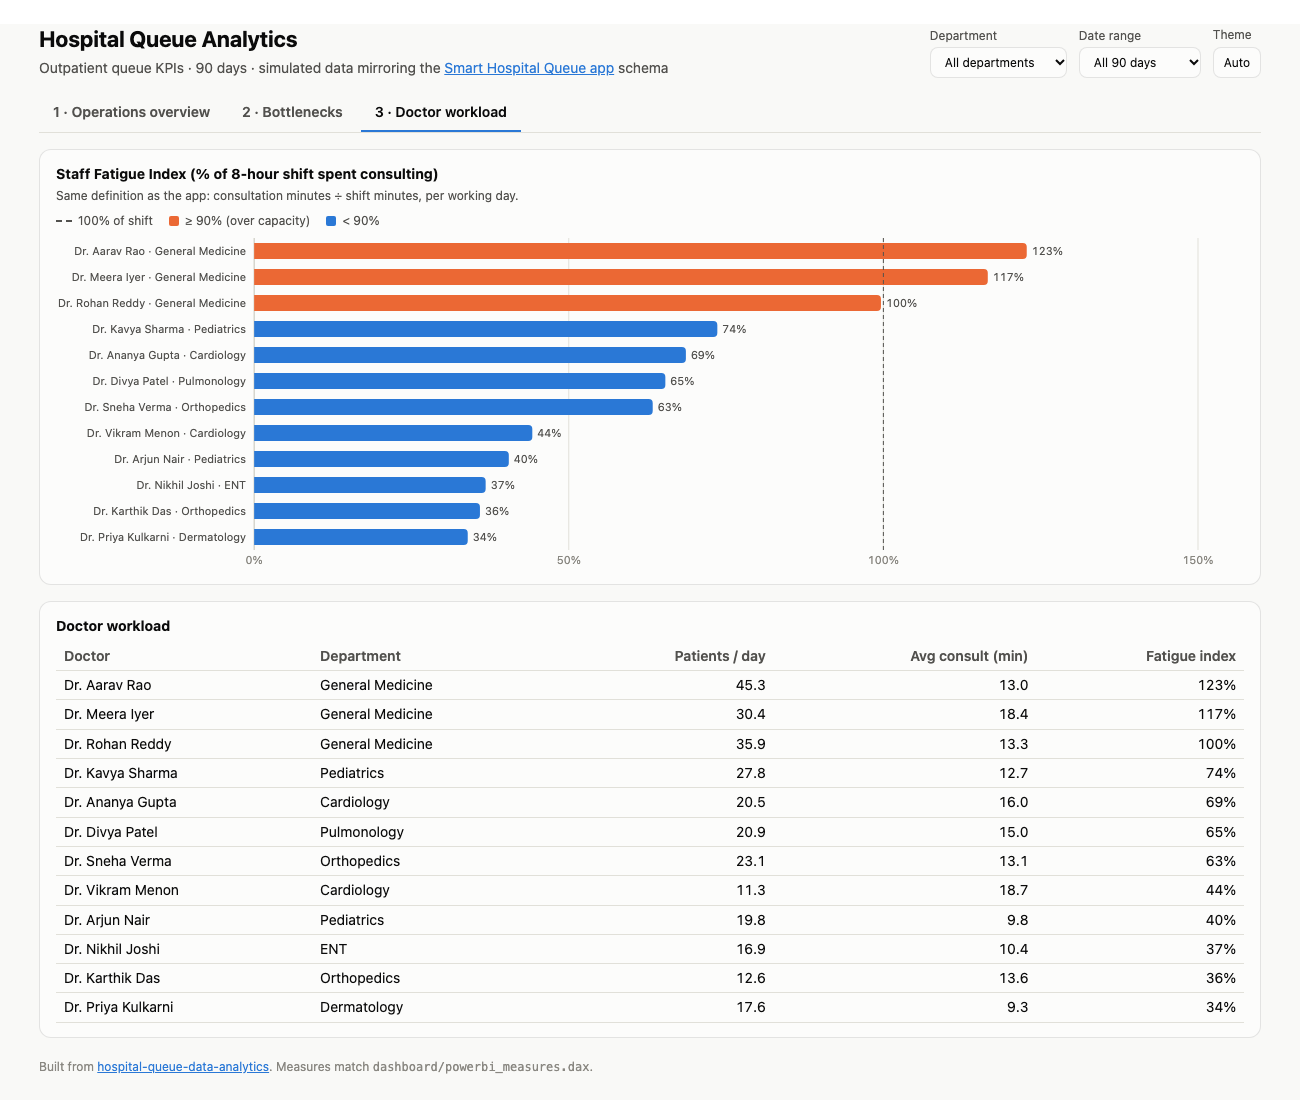 Hospital Queue Analytics
Outpatient queue KPIs · 90 days · simulated data mirroring the Smart Hospital Queue app schema
Department
All departments
Date range
All 90 days
Theme
Auto
1 · Operations overview
2 · Bottlenecks
3 · Doctor workload
Staff Fatigue Index (% of 8-hour shift spent consulting)
Same definition as the app: consultation minutes ÷ shift minutes, per working day.
100% of shift
≥ 90% (over capacity)
< 90%
Dr. Aarav Rao · General Medicine 123%
Dr. Meera Iyer · General Medicine 117%
Dr. Rohan Reddy · General Medicine 100%
Dr. Kavya Sharma · Pediatrics 74%
Dr. Ananya Gupta · Cardiology 69%
Dr. Divya Patel · Pulmonology 65%
Dr. Sneha Verma · Orthopedics 63%
Dr. Vikram Menon · Cardiology 44%
Dr. Arjun Nair · Pediatrics 40%
Dr. Nikhil Joshi · ENT 37%
Dr. Karthik Das · Orthopedics 36%
Dr. Priya Kulkarni · Dermatology 34%
0% 50% 100% 150%
Doctor workload
Doctor Department Patients / day Avg consult (min) Fatigue index
Dr. Aarav Rao General Medicine 45.3 13.0 123%
Dr. Meera Iyer General Medicine 30.4 18.4 117%
Dr. Rohan Reddy General Medicine 35.9 13.3 100%
Dr. Kavya Sharma Pediatrics 27.8 12.7 74%
Dr. Ananya Gupta Cardiology 20.5 16.0 69%
Dr. Divya Patel Pulmonology 20.9 15.0 65%
Dr. Sneha Verma Orthopedics 23.1 13.1 63%
Dr. Vikram Menon Cardiology 11.3 18.7 44%
Dr. Arjun Nair Pediatrics 19.8 9.8 40%
Dr. Nikhil Joshi ENT 16.9 10.4 37%
Dr. Karthik Das Orthopedics 12.6 13.6 36%
Dr. Priya Kulkarni Dermatology 17.6 9.3 34%
Built from hospital-queue-data-analytics. Measures match dashboard/powerbi_measures.dax.